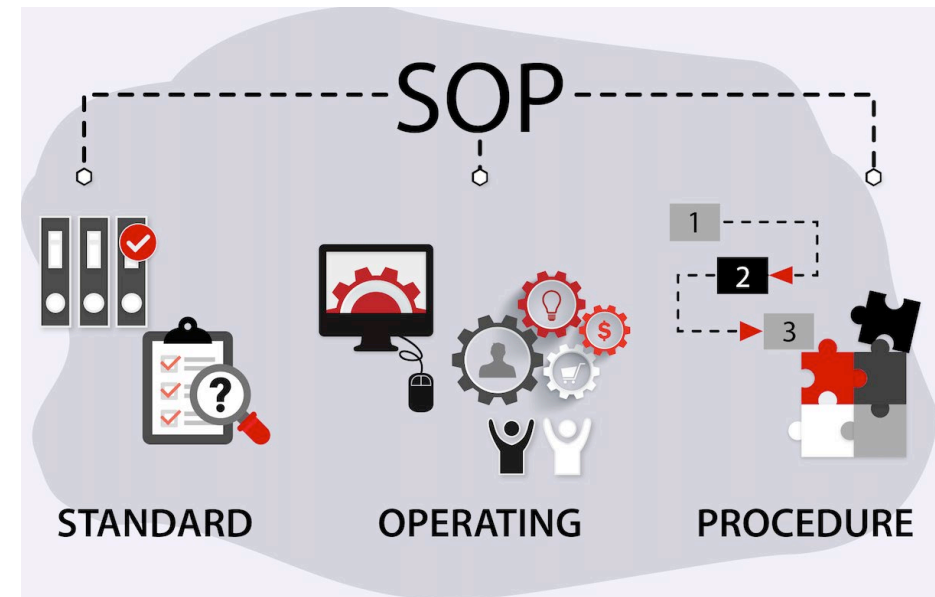 SOP
1
2
3
?
$
STANDARD
OPERATING
PROCEDURE